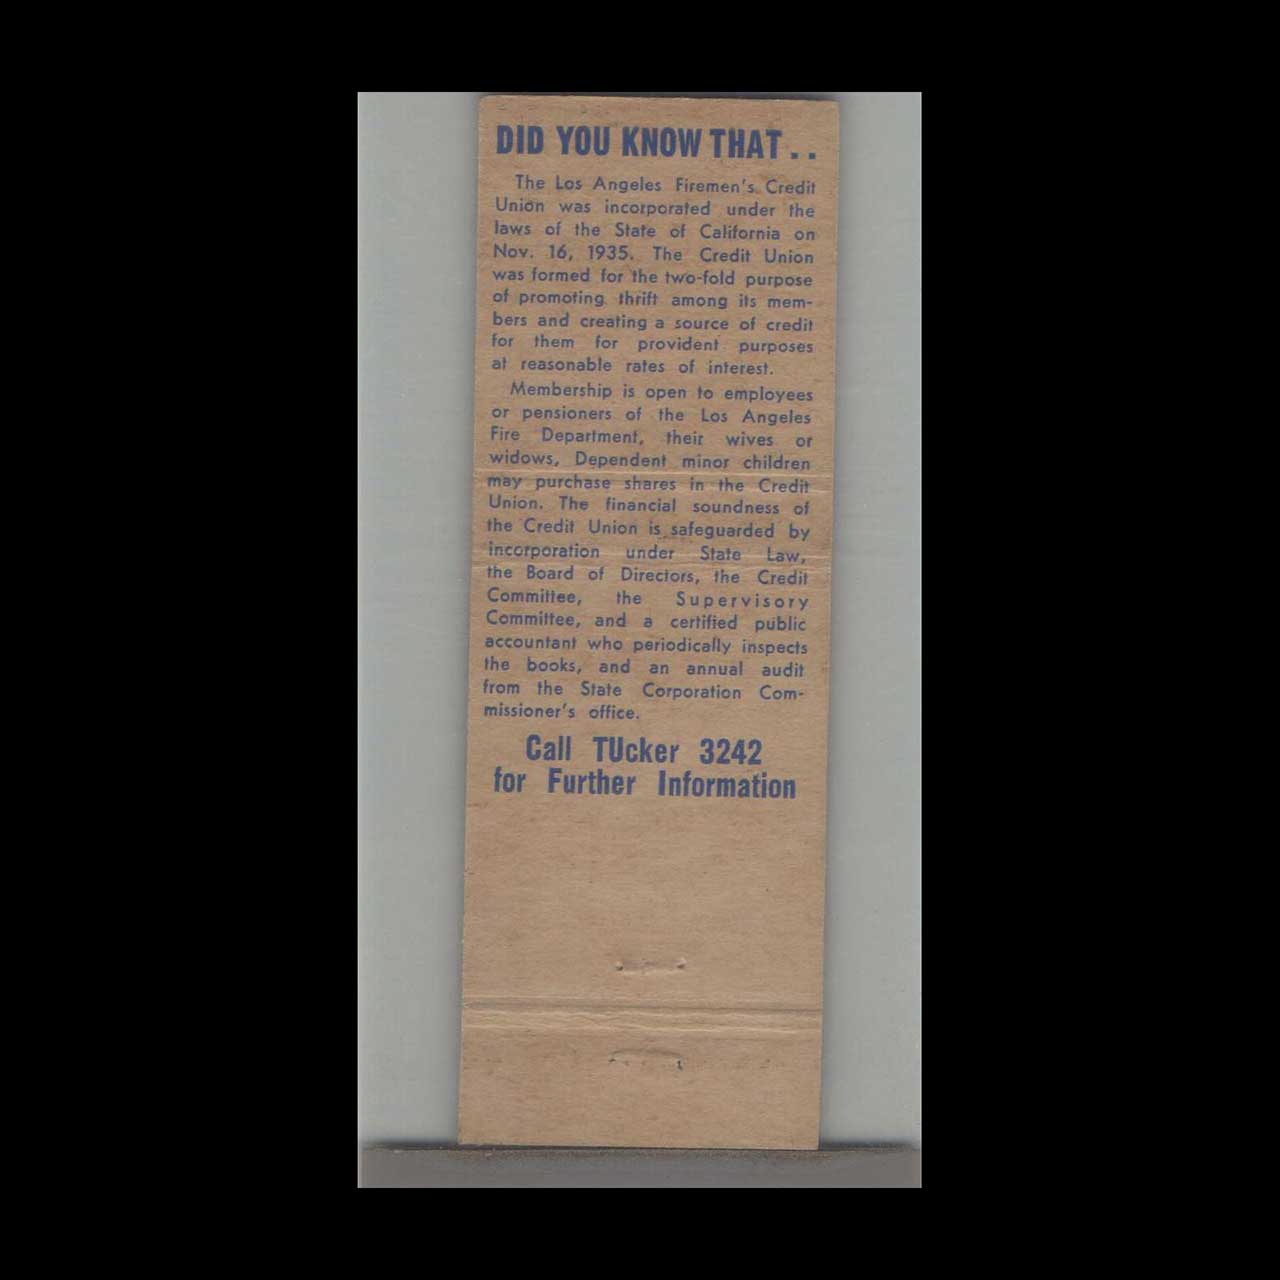 DID YOU KNOW THAT . .
The Los Angeles Firemen's Credit
Union was incorporated under the
laws of the State of California on
Nov. 16, 1935. The Credit Union
was formed for the two-fold purpose
of promoting thrift among its mem-
bers and creating a source of credit
for them for provident purposes
at reasonable rates of interest.
Membership is open to employees
or pensioners of the Los Angeles
Fire Department, their wives or
widows, Dependent minor children
may purchase shares in the Credit
Union. The financial soundness of
the Credit Union is safeguarded by
incorporation under State Law,
the Board of Directors, the Credit
Committee, the Supervisory
Committee, and a certified public
accountant who periodically inspects
the books, and an annual audit
from the State Corporation Com-
missioner's office.
Call TUcker 3242
for Further Information